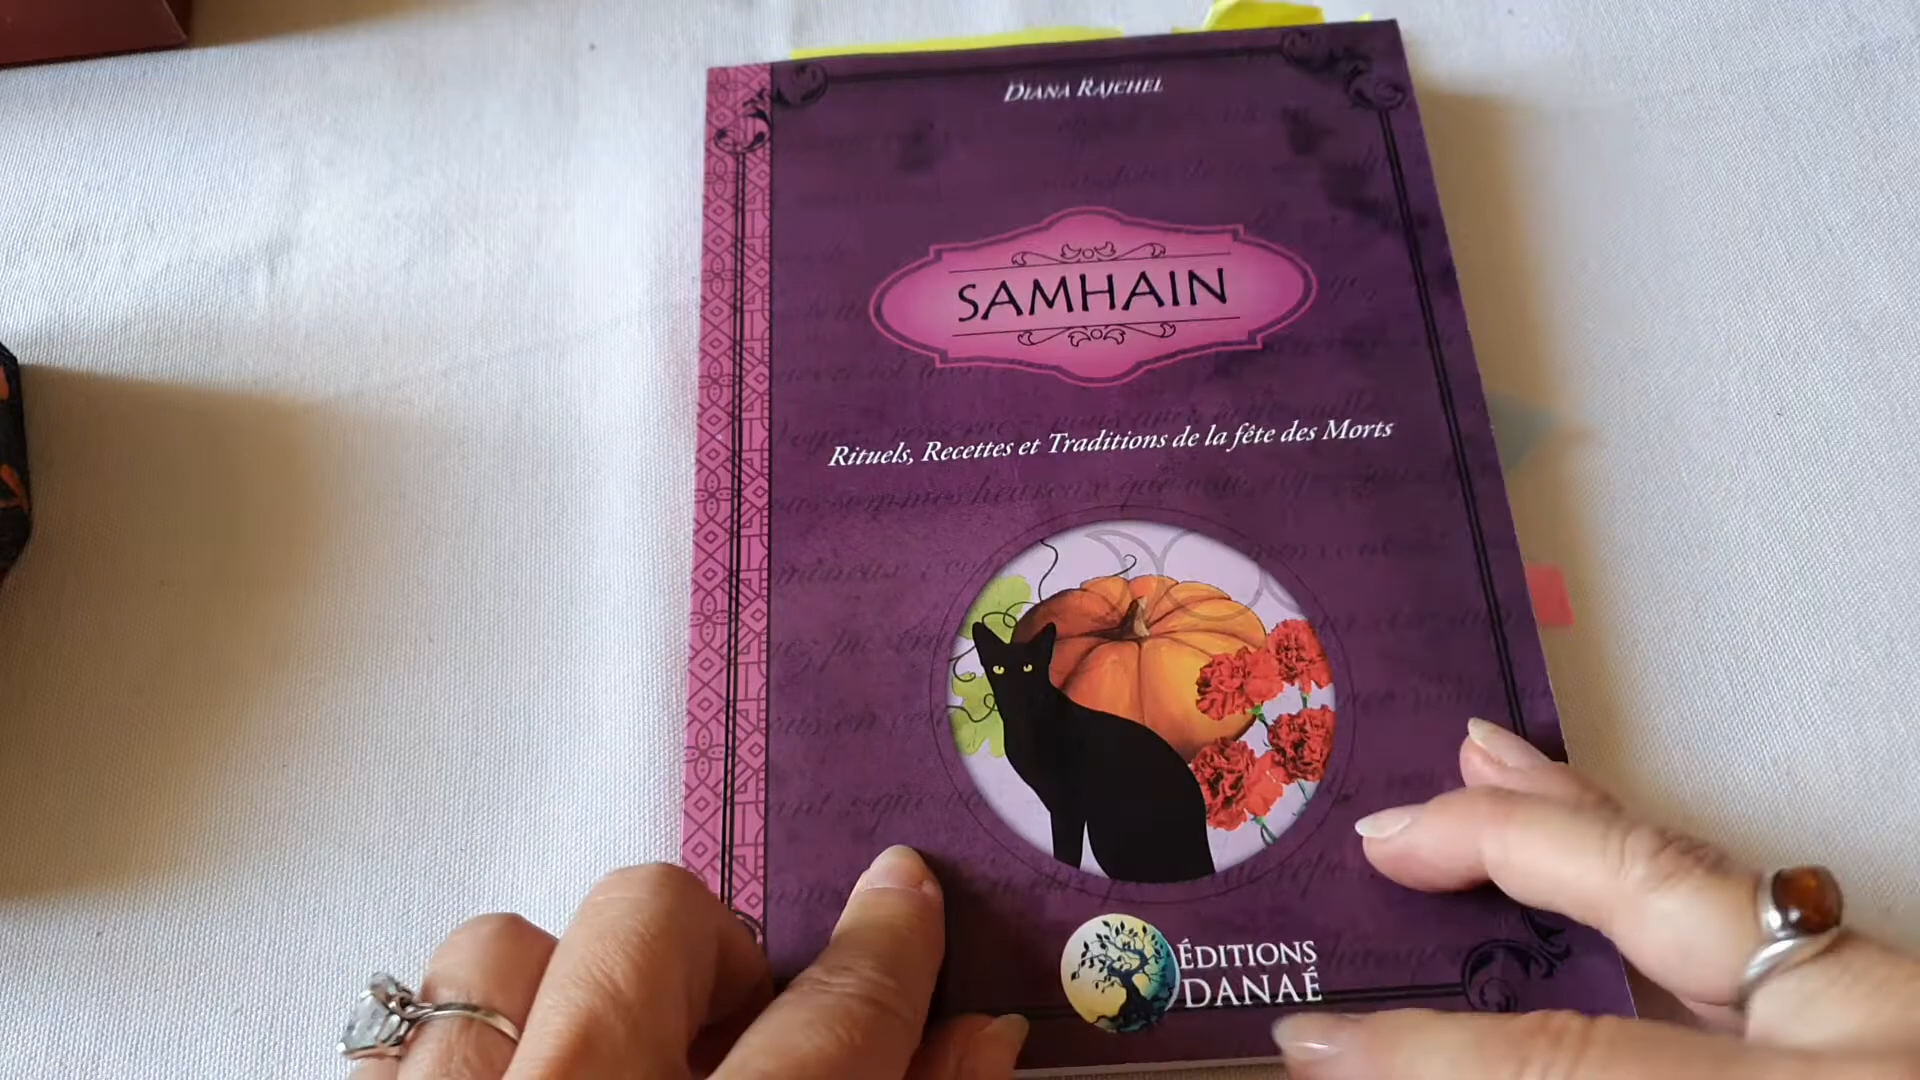 DIANA RAJCHEL
SAMHAIN
Rituels, Recettes et Traditions de la fête des Morts
ÉDITIONS
DANAÉ